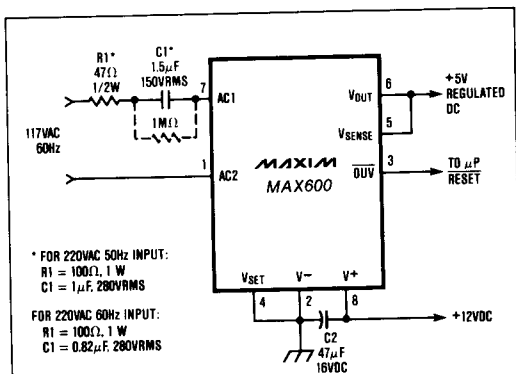 R1*
47Ω
1/2W
C1*
1.5μF
150VRMS
7
AC1
1MΩ
117VAC
60Hz
1
AC2
MAXIM
MAX600
6
VOUT
+5V
REGULATED
DC
5
VSENSE
3
OUV
TO μP
RESET
* FOR 220VAC 50Hz INPUT:
R1 = 100Ω, 1 W
C1 = 1μF, 280VRMS
FOR 220VAC 60Hz INPUT:
R1 = 100Ω, 1 W
C1 = 0.82μF, 280VRMS
VSET
V−
V+
4
2
8
+12VDC
C2
47μF
16VDC